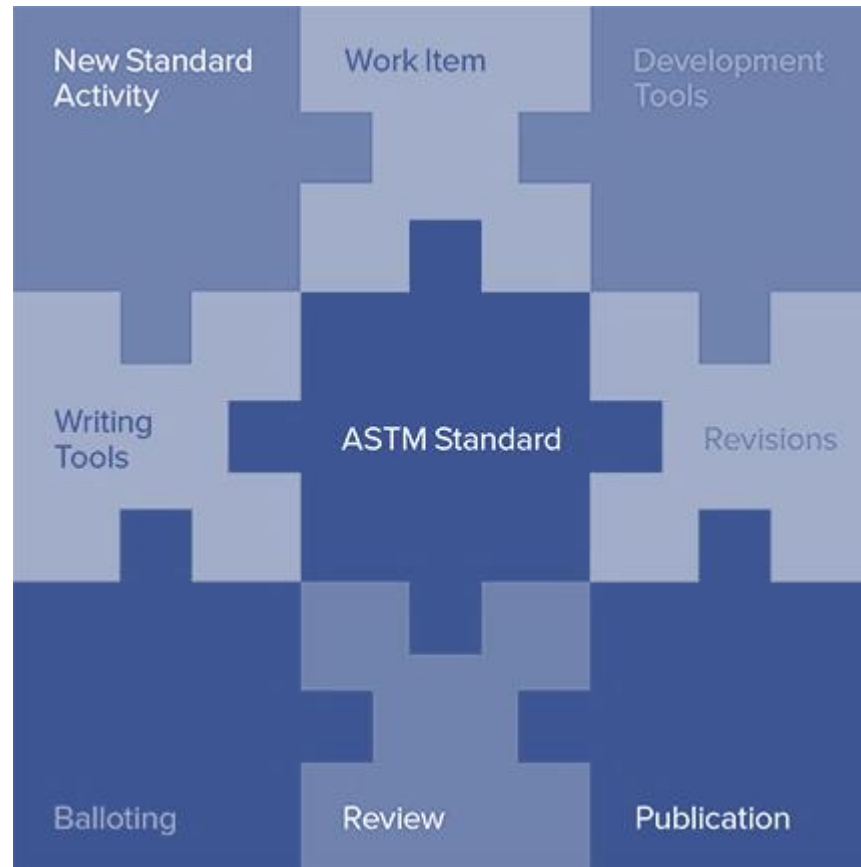 New Standard
Activity
Work Item
Development
Tools
Writing
Tools
ASTM Standard
Revisions
Balloting
Review
Publication